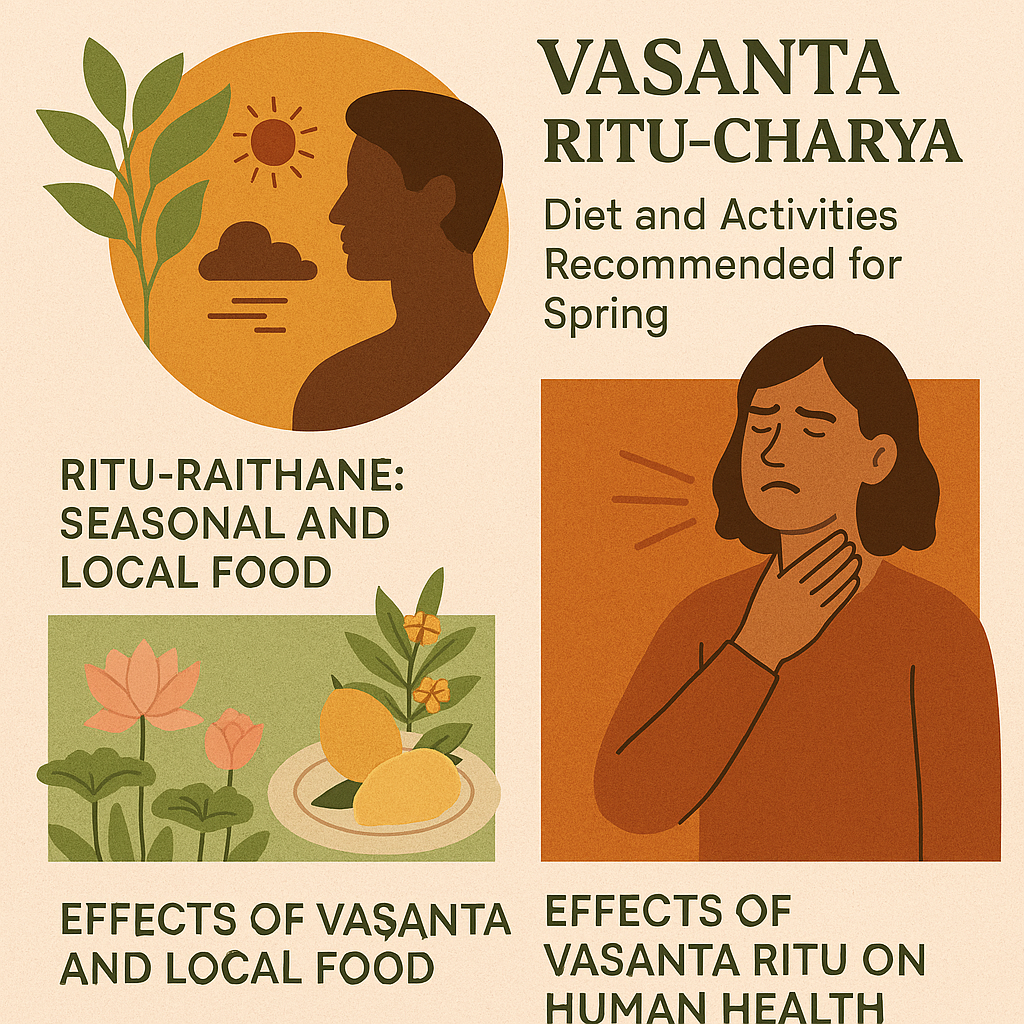 VASANTA
RITU-CHARYA
Diet and Activities
Recommended for
Spring
RITU-RAITHANE:
SEASONAL AND
LOCAL FOOD
EFFECTS OF VASANTA
AND LOCAL FOOD
EFFECTS OF
VASANTA RITU ON
HUMAN HEALTH